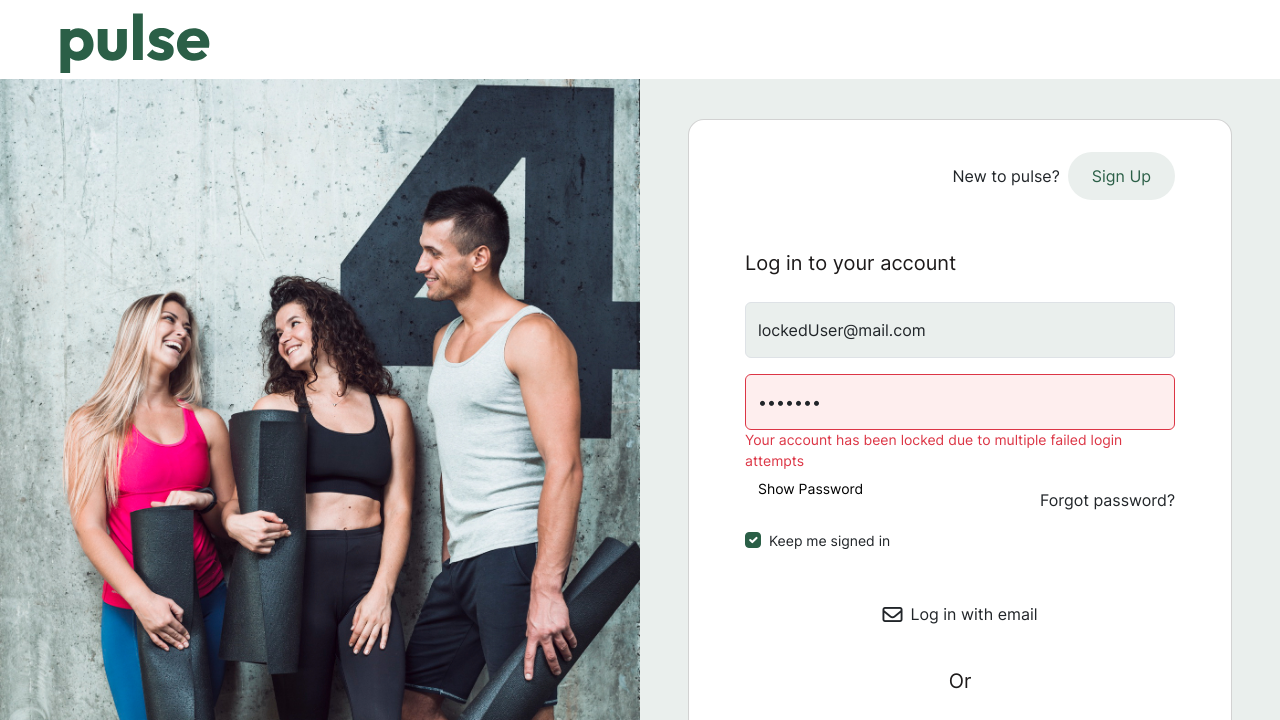 pulse
4
New to pulse? Sign Up
Log in to your account
lockedUser@mail.com
•••••••
Your account has been locked due to multiple failed login
attempts
Show Password
Forgot password?
Keep me signed in
Log in with email
Or